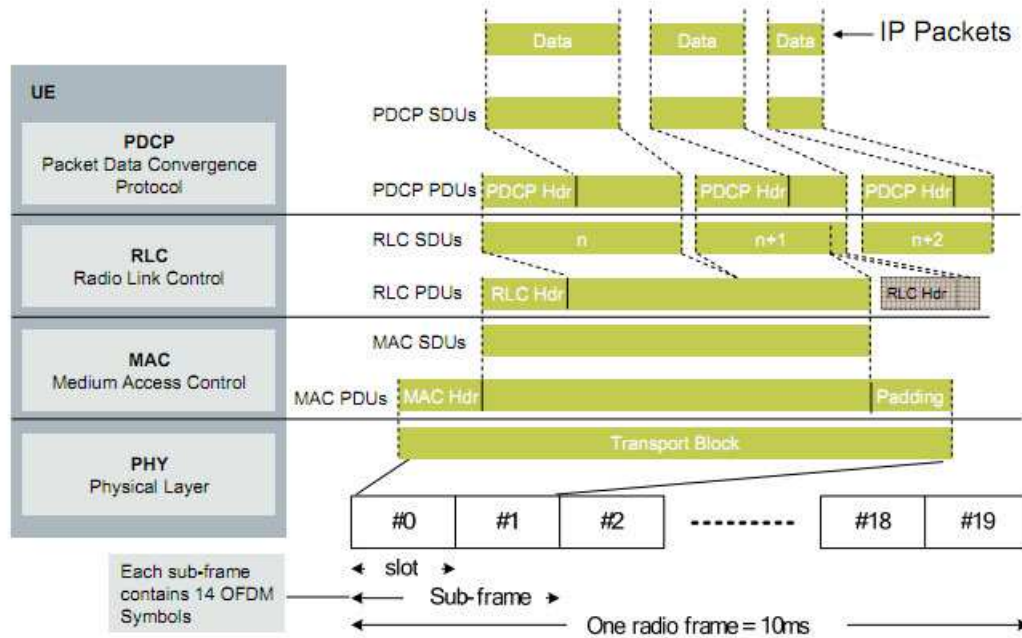 Data
Data
Data
IP Packets
UE
PDCP SDUs
PDCP
Packet Data Convergence
Protocol
PDCP PDUs
PDCP Hdr
PDCP Hdr
PDCP Hdr
RLC
Radio Link Control
RLC SDUs
n
n+1
n+2
RLC PDUs
RLC Hdr
RLC Hdr
MAC
Medium Access Control
MAC SDUs
MAC PDUs
MAC Hdr
Padding
PHY
Physical Layer
Transport Block
#0
#1
#2
#18
#19
Each sub-frame
contains 14 OFDM
Symbols
slot
Sub-frame
One radio frame = 10ms